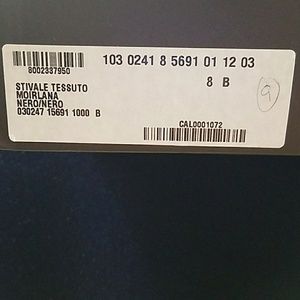 103 0241 8 5691 01 12 03
8002337950
8 B
STIVALE TESSUTO
MOIRLANA
NERO/NERO
030247 15691 1000 B
9
CAL0001072